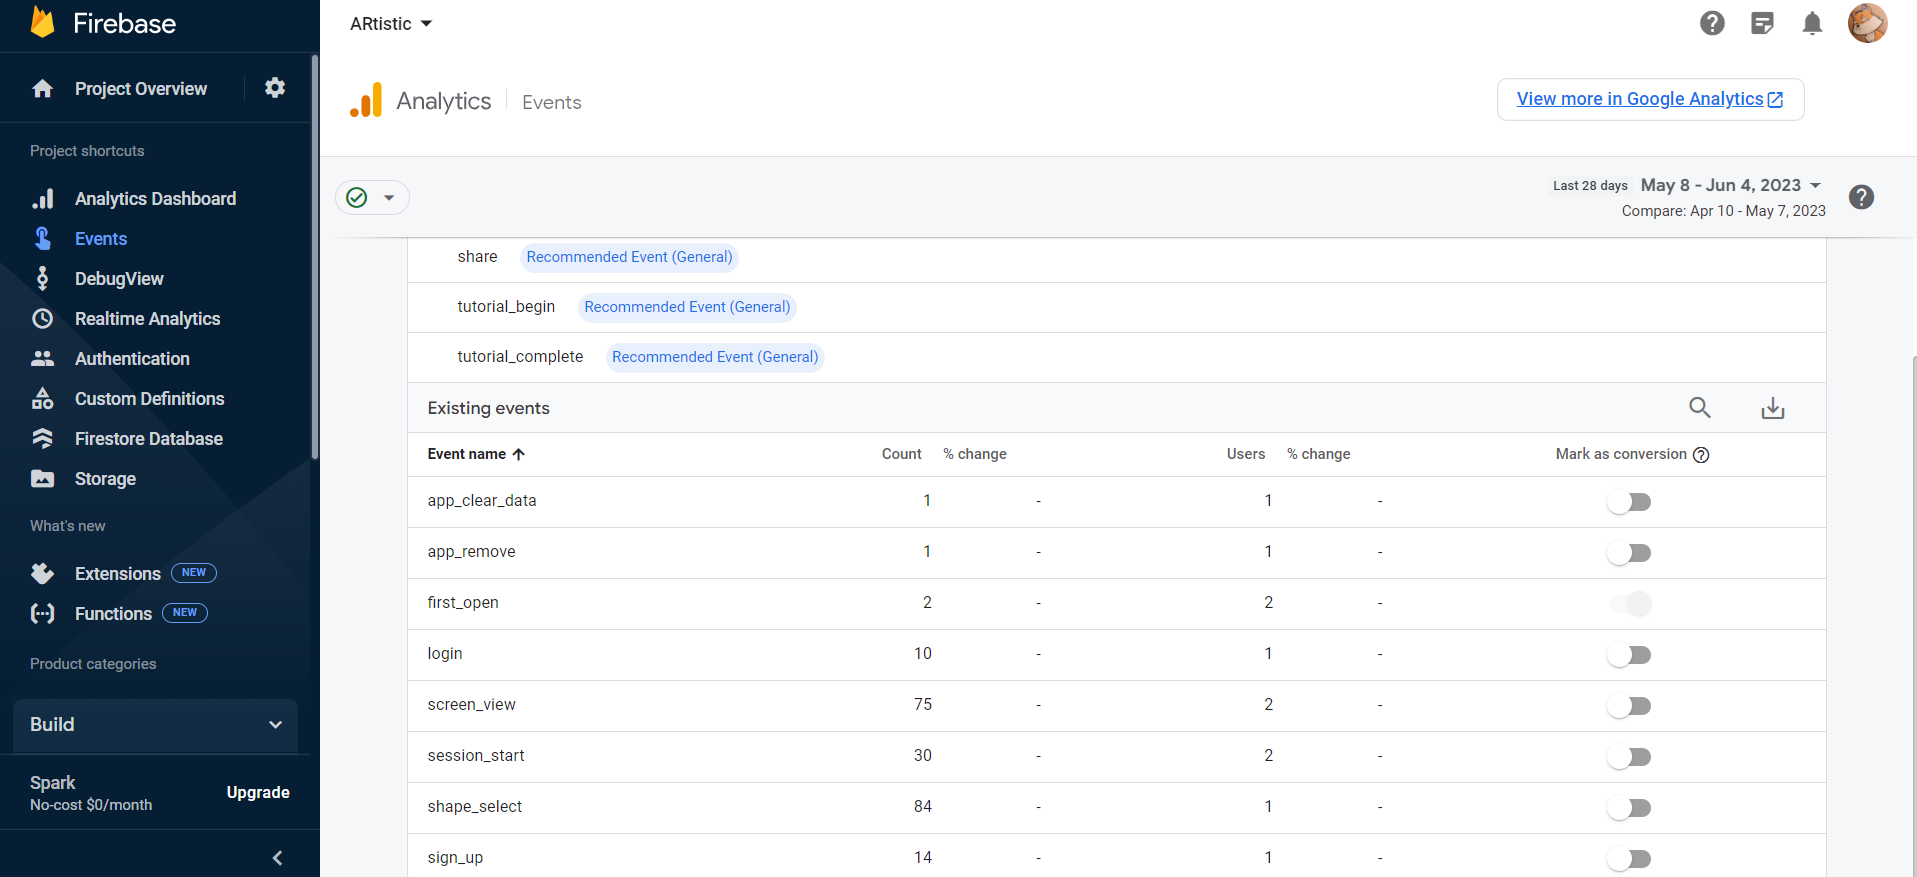 Firebase
Project Overview
Project shortcuts
Analytics Dashboard
Events
DebugView
Realtime Analytics
Authentication
Custom Definitions
Firestore Database
Storage
What's new
Extensions NEW
Functions NEW
Product categories
Build
Spark
No-cost $0/month
Upgrade
ARtistic
Analytics Events
View more in Google Analytics
Last 28 days May 8 - Jun 4, 2023
Compare: Apr 10 - May 7, 2023
share Recommended Event (General)
tutorial_begin Recommended Event (General)
tutorial_complete Recommended Event (General)
Existing events
Event name Count % change Users % change Mark as conversion
app_clear_data 1 - 1 -
app_remove 1 - 1 -
first_open 2 - 2 -
login 10 - 1 -
screen_view 75 - 2 -
session_start 30 - 2 -
shape_select 84 - 1 -
sign_up 14 - 1 -